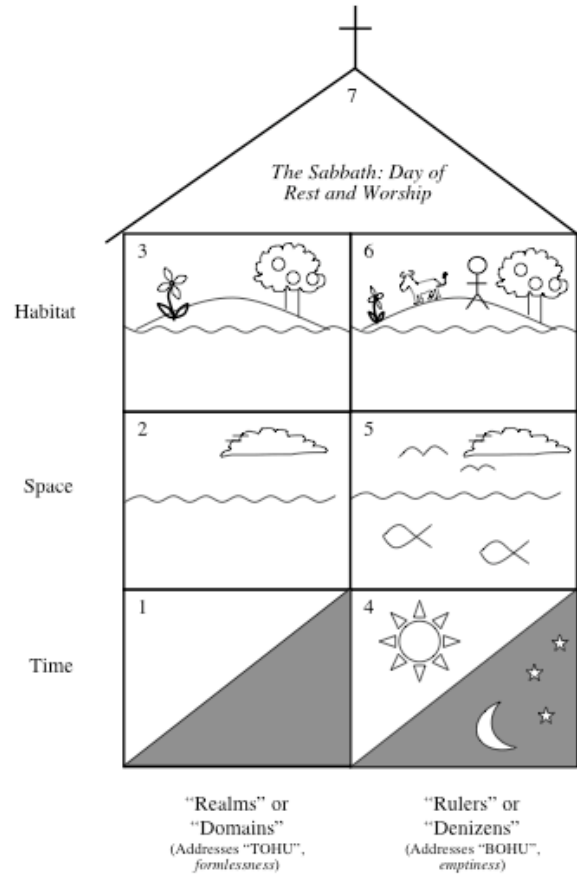 7
The Sabbath: Day of
Rest and Worship
3
6
Habitat
2
5
Space
1
4
Time
“Realms” or
“Domains”
(Addresses “TOHU”,
formlessness)
“Rulers” or
“Denizens”
(Addresses “BOHU”,
emptiness)